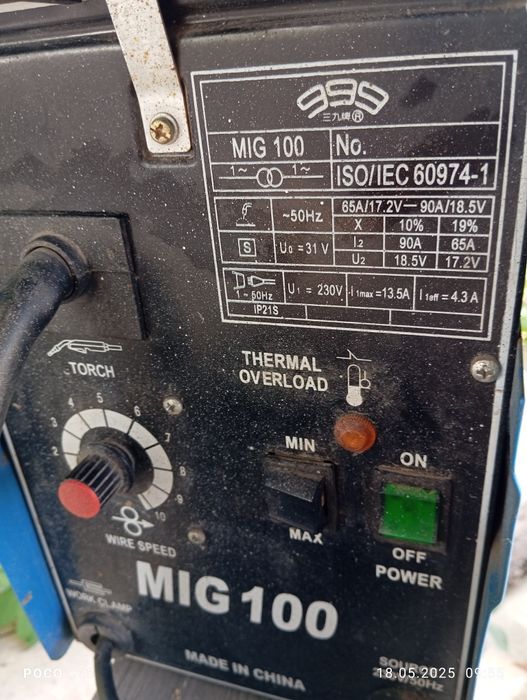 999
三九牌®
MIG 100 No.
1~ 1~ ISO/IEC 60974-1
~50Hz 65A/17.2V—90A/18.5V
X 10% 19%
S U0 = 31 V I2 90A 65A
U2 18.5V 17.2V
1 ~ 50Hz U1 = 230V I1max =13.5A I1eff = 4.3 A
IP21S
TORCH
THERMAL
OVERLOAD
2 3 4 5 6 7 8 9 10
WIRE SPEED
MIN
MAX
ON
OFF
POWER
WORK CLAMP
MIG 100
MADE IN CHINA
POCO
18.05.2025